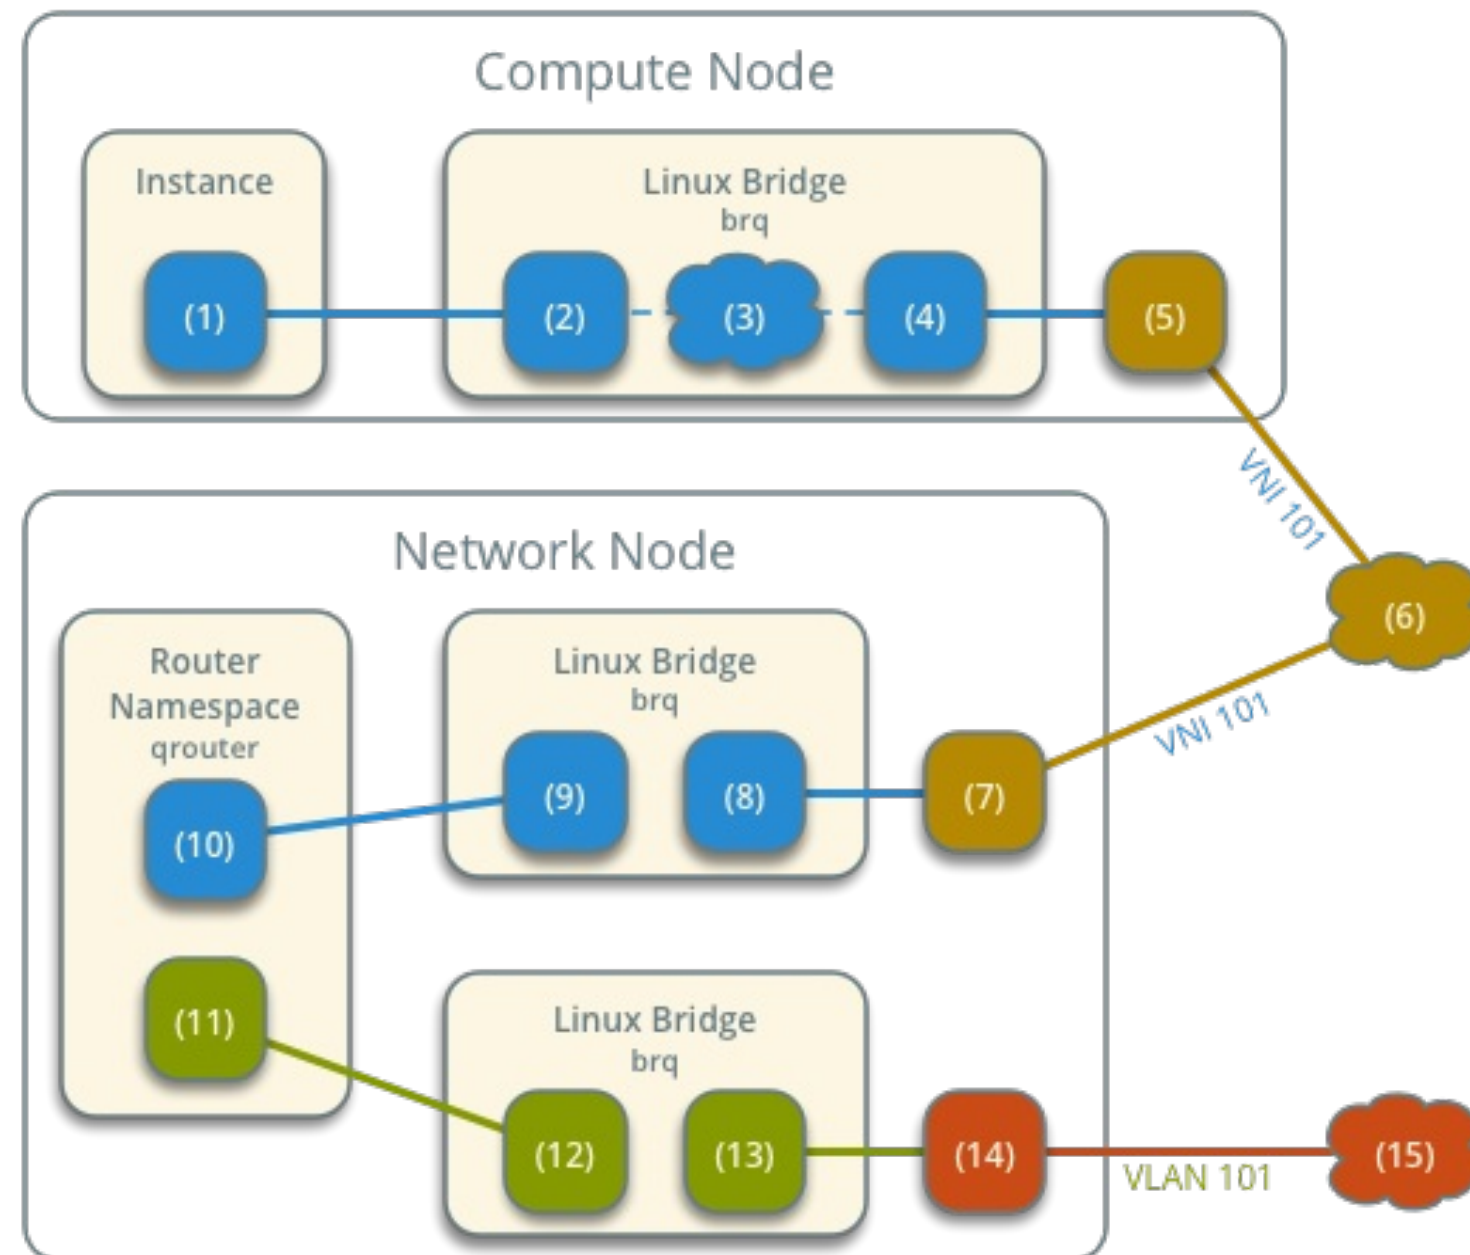 Compute Node
Instance
Linux Bridge
brq
(1)
(2)
(3)
(4)
(5)
VNI 101
(6)
Network Node
Router
Namespace
qrouter
Linux Bridge
brq
VNI 101
(10)
(9)
(8)
(7)
(11)
Linux Bridge
brq
(12)
(13)
(14)
VLAN 101
(15)